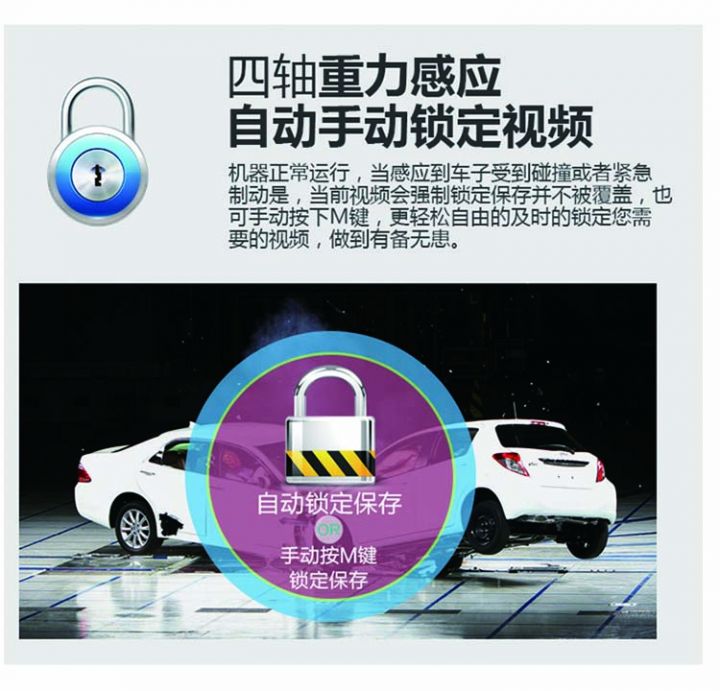 四轴重力感应
自动手动锁定视频
机器正常运行，当感应到车子受到碰撞或者紧急
制动是，当前视频会强制锁定保存并不被覆盖，也
可手动按下M键，更轻松自由的及时的锁定您需
要的视频，做到有备无患。
自动锁定保存
OR
手动按M键
锁定保存